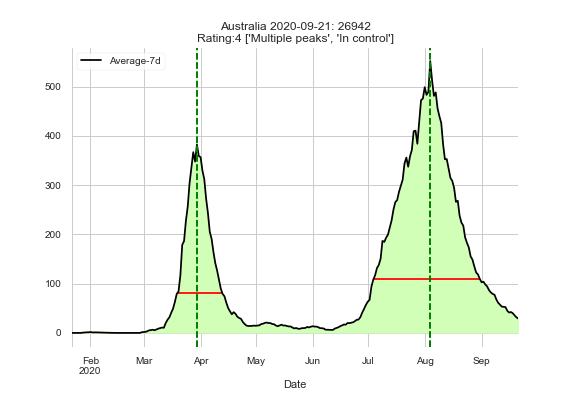 Australia 2020-09-21: 26942
Rating:4 ['Multiple peaks', 'In control']
Average-7d
500
400
300
200
100
0
Feb Mar Apr May Jun Jul Aug Sep
2020
Date